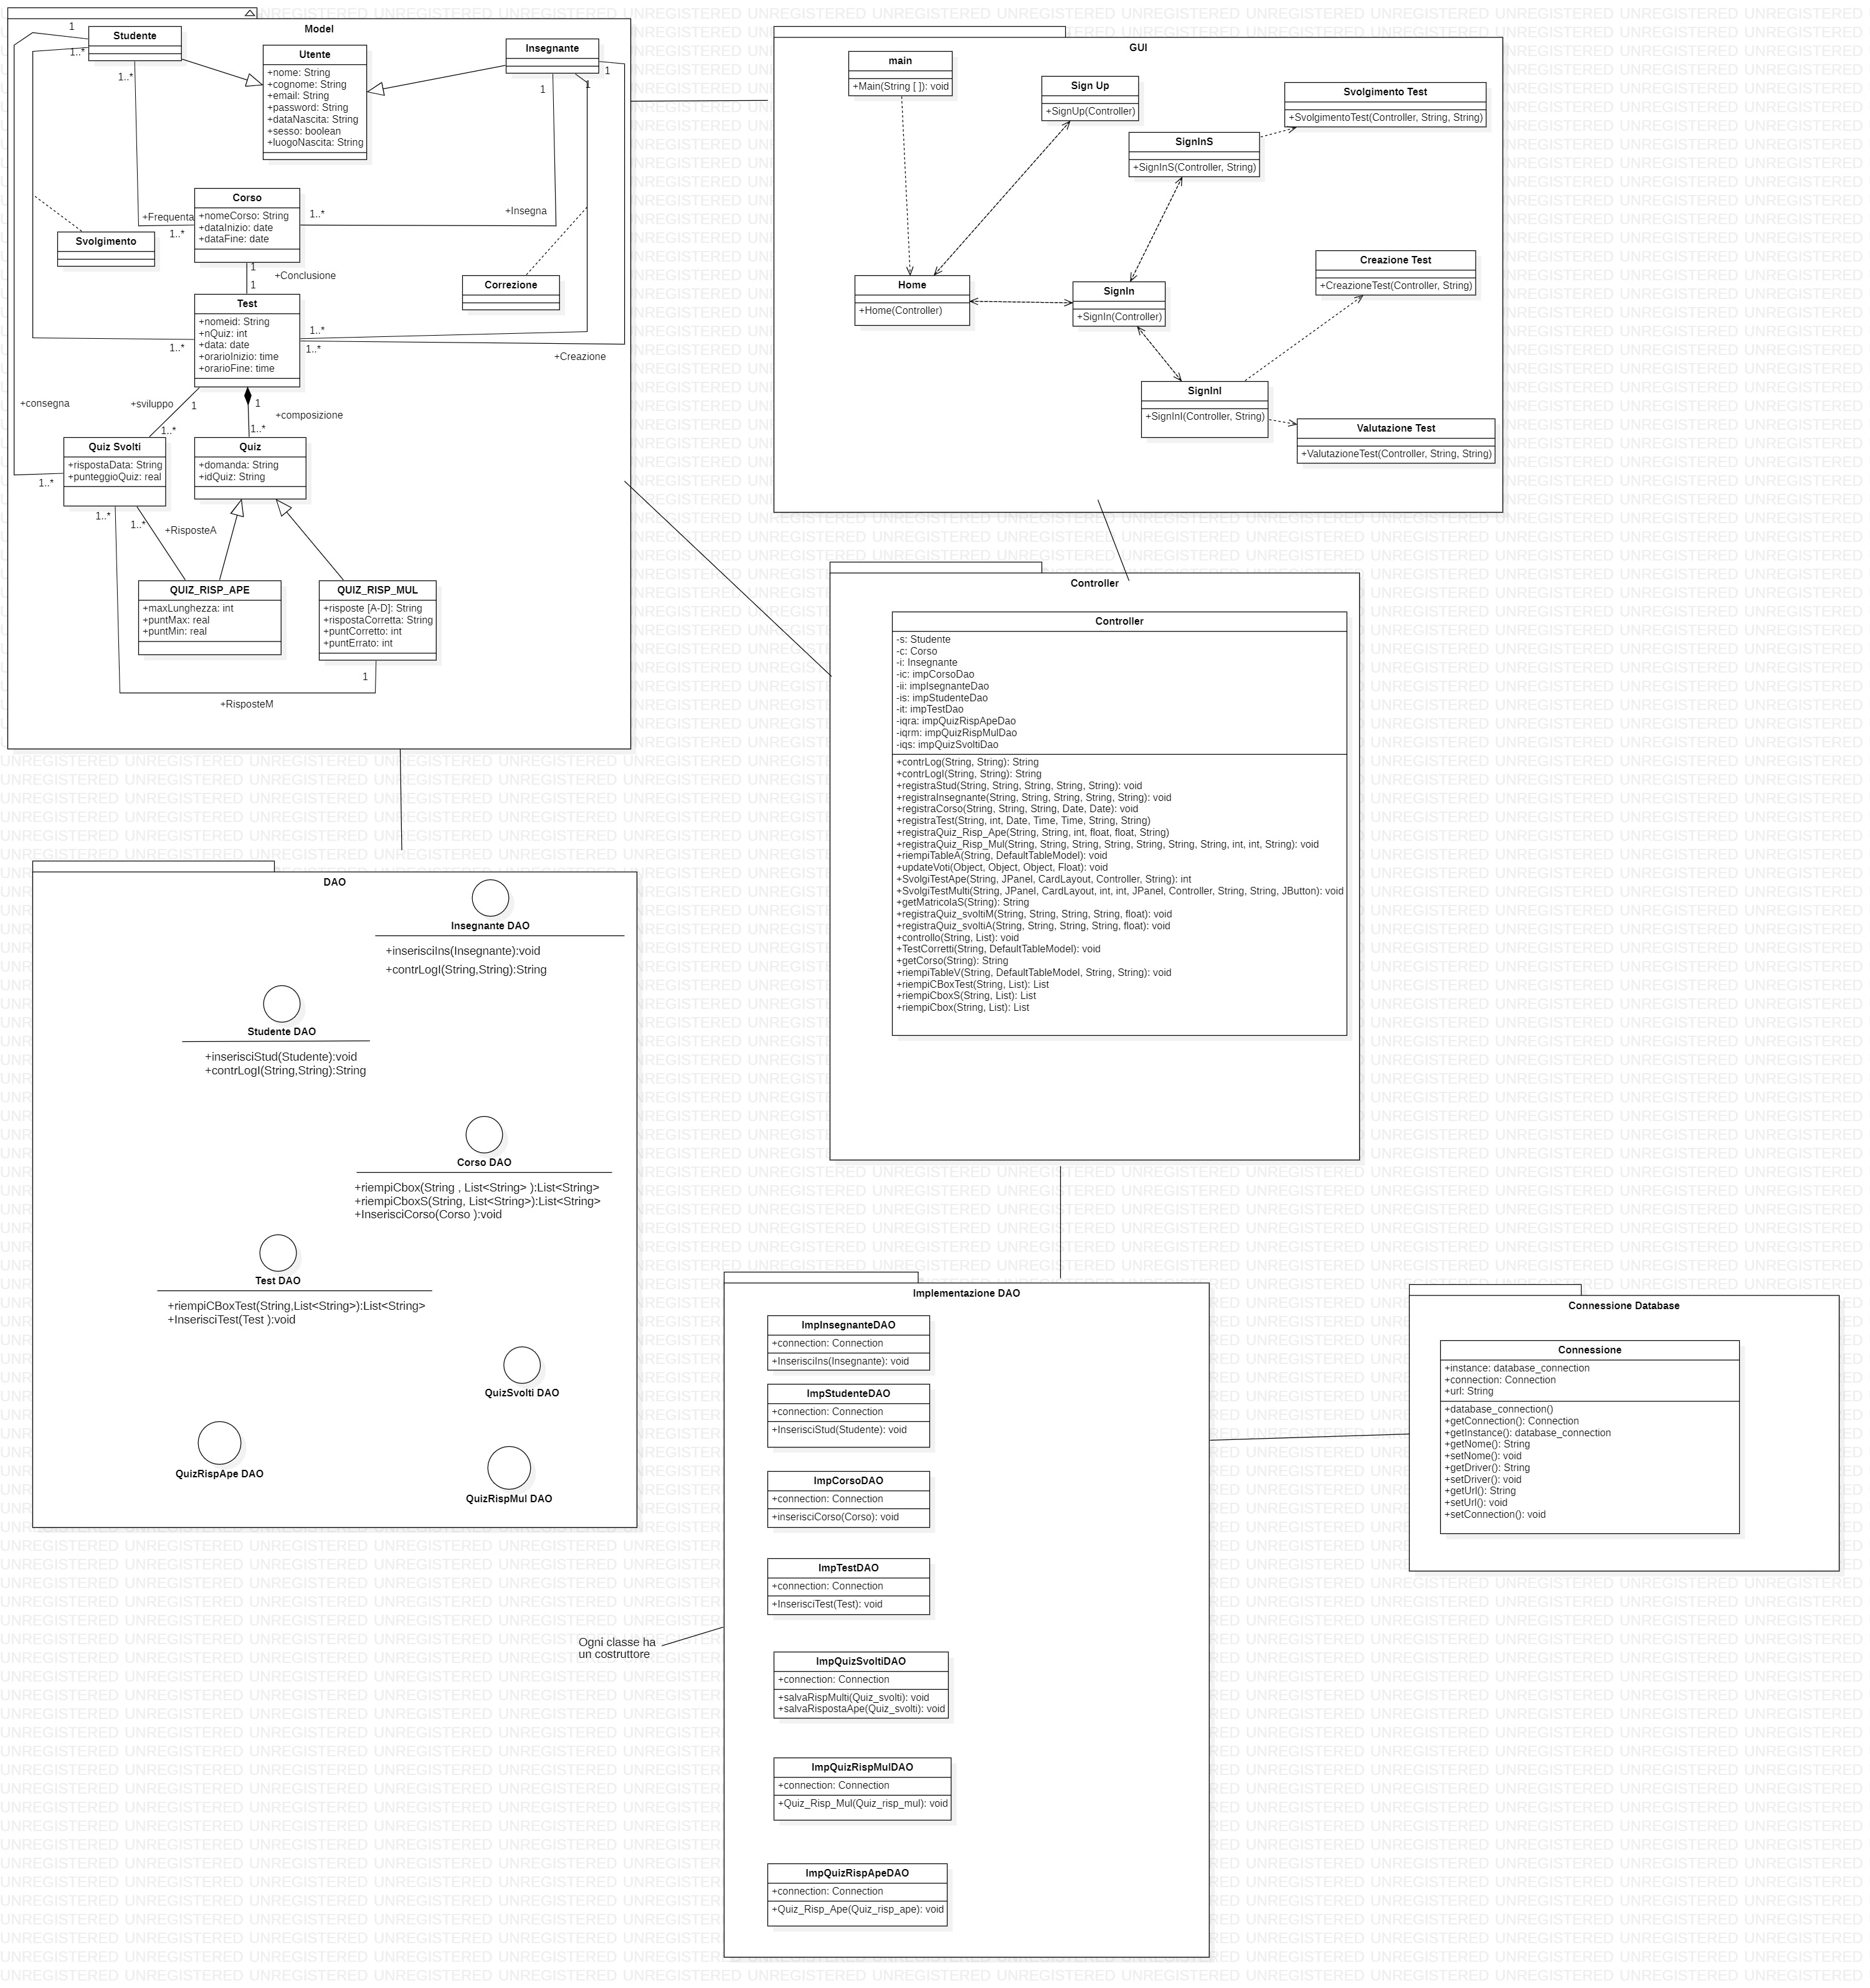 Model
Studente
1
1..*
1..*
Utente
+nome: String
+cognome: String
+email: String
+password: String
+dataNascita: String
+sesso: boolean
+luogoNascita: String
Insegnante
1
1
1
Corso
+nomeCorso: String
+dataInizio: date
+dataFine: date
+Frequenta
1..*
1..*
+Insegna
Svolgimento
1
+Conclusione
1
Correzione
Test
+nomeid: String
+nQuiz: int
+data: date
+orarioInizio: time
+orarioFine: time
1..*
1..*
1..*
+Creazione
+consegna
+sviluppo
1
1
+composizione
1..*
1..*
Quiz Svolti
+rispostaData: String
+punteggioQuiz: real
1..*
Quiz
+domanda: String
+idQuiz: String
1..*
1..*
+RisposteA
QUIZ_RISP_APE
+maxLunghezza: int
+puntMax: real
+puntMin: real
QUIZ_RISP_MUL
+risposte [A-D]: String
+rispostaCorretta: String
+puntCorretto: int
+puntErrato: int
1
+RisposteM
GUI
main
+Main(String [ ]): void
Sign Up
+SignUp(Controller)
Svolgimento Test
+SvolgimentoTest(Controller, String, String)
SignInS
+SignInS(Controller, String)
Home
+Home(Controller)
SignIn
+SignIn(Controller)
Creazione Test
+CreazioneTest(Controller, String)
SignInI
+SignInI(Controller, String)
Valutazione Test
+ValutazioneTest(Controller, String, String)
Controller
Controller
-s: Studente
-c: Corso
-i: Insegnante
-ic: impCorsoDao
-ii: impIsegnanteDao
-is: impStudenteDao
-it: impTestDao
-iqra: impQuizRispApeDao
-iqrm: impQuizRispMulDao
-iqs: impQuizSvoltiDao
+contrLog(String, String): String
+contrLogI(String, String): String
+registraStud(String, String, String, String, String): void
+registraInsegnante(String, String, String, String, String): void
+registraCorso(String, String, String, Date, Date): void
+registraTest(String, int, Date, Time, Time, String, String)
+registraQuiz_Risp_Ape(String, String, int, float, float, String)
+registraQuiz_Risp_Mul(String, String, String, String, String, String, String, int, int, String): void
+riempiTableA(String, DefaultTableModel): void
+updateVoti(Object, Object, Object, Float): void
+SvolgiTestApe(String, JPanel, CardLayout, Controller, String): int
+SvolgiTestMulti(String, JPanel, CardLayout, int, int, JPanel, Controller, String, String, JButton): void
+getMatricolaS(String): String
+registraQuiz_svoltiM(String, String, String, String, float): void
+registraQuiz_svoltiA(String, String, String, String, float): void
+controllo(String, List): void
+TestCorretti(String, DefaultTableModel): void
+getCorso(String): String
+riempiTableV(String, DefaultTableModel, String, String): void
+riempiCBoxTest(String, List): List
+riempiCboxS(String, List): List
+riempiCbox(String, List): List
DAO
Insegnante DAO
+inserisciIns(Insegnante):void
+contrLogI(String,String):String
Studente DAO
+inserisciStud(Studente):void
+contrLogI(String,String):String
Corso DAO
+riempiCbox(String , List<String> ):List<String>
+riempiCboxS(String, List<String>):List<String>
+InserisciCorso(Corso ):void
Test DAO
+riempiCBoxTest(String,List<String>):List<String>
+InserisciTest(Test ):void
QuizSvolti DAO
QuizRispApe DAO
QuizRispMul DAO
Implementazione DAO
ImpInsegnanteDAO
+connection: Connection
+InserisciIns(Insegnante): void
ImpStudenteDAO
+connection: Connection
+InserisciStud(Studente): void
ImpCorsoDAO
+connection: Connection
+inserisciCorso(Corso): void
ImpTestDAO
+connection: Connection
+InserisciTest(Test): void
Ogni classe ha
un costruttore
ImpQuizSvoltiDAO
+connection: Connection
+salvaRispMulti(Quiz_svolti): void
+salvaRispostaApe(Quiz_svolti): void
ImpQuizRispMulDAO
+connection: Connection
+Quiz_Risp_Mul(Quiz_risp_mul): void
ImpQuizRispApeDAO
+connection: Connection
+Quiz_Risp_Ape(Quiz_risp_ape): void
Connessione Database
Connessione
+instance: database_connection
+connection: Connection
+url: String
+database_connection()
+getConnection(): Connection
+getInstance(): database_connection
+getNome(): String
+setNome(): void
+getDriver(): String
+setDriver(): void
+getUrl(): String
+setUrl(): void
+setConnection(): void
UNREGISTERED